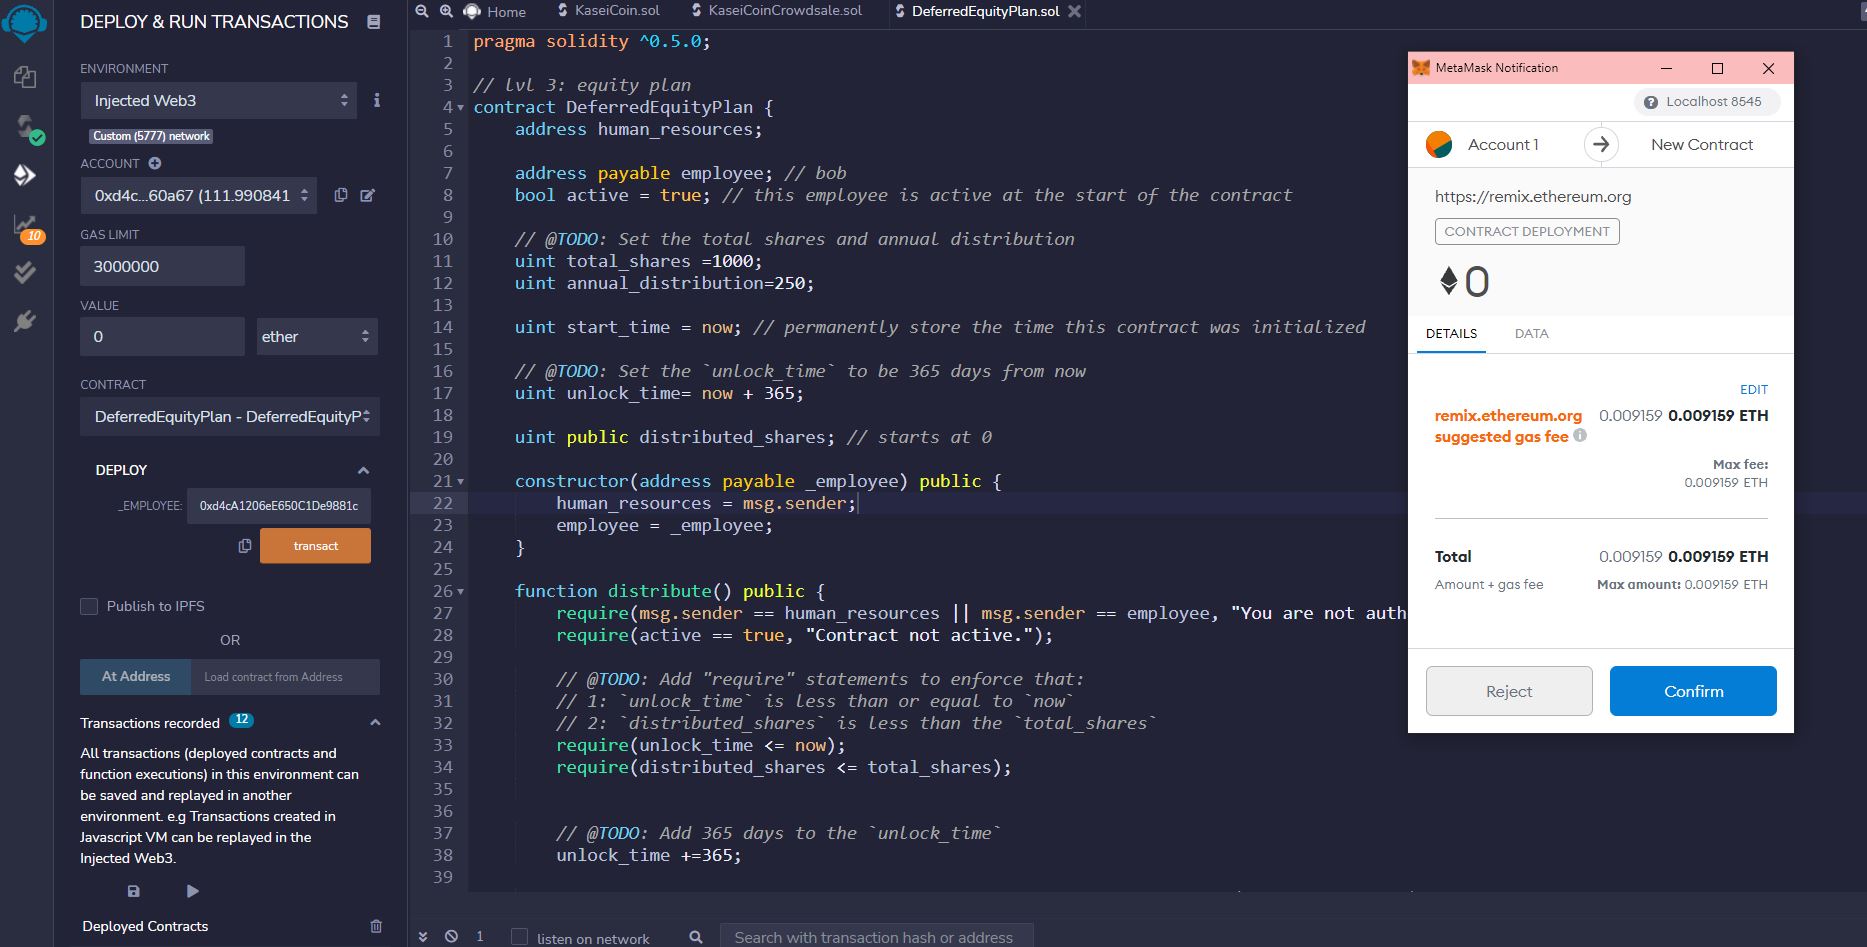 DEPLOY & RUN TRANSACTIONS
ENVIRONMENT
Injected Web3
Custom (5777) network
ACCOUNT
0xd4c...60a67 (111.990841
GAS LIMIT
3000000
VALUE
0
ether
CONTRACT
DeferredEquityPlan - DeferredEquityP
DEPLOY
_EMPLOYEE: 0xd4cA1206eE650C1De9881c
transact
Publish to IPFS
OR
At Address Load contract from Address
Transactions recorded 12
All transactions (deployed contracts and
function executions) in this environment can
be saved and replayed in another
environment. e.g Transactions created in
Javascript VM can be replayed in the
Injected Web3.
Deployed Contracts
10
Home KaseiCoin.sol KaseiCoinCrowdsale.sol DeferredEquityPlan.sol
1 pragma solidity ^0.5.0;
2
3 // lvl 3: equity plan
4 contract DeferredEquityPlan {
5 address human_resources;
6
7 address payable employee; // bob
8 bool active = true; // this employee is active at the start of the contract
9
10 // @TODO: Set the total shares and annual distribution
11 uint total_shares =1000;
12 uint annual_distribution=250;
13
14 uint start_time = now; // permanently store the time this contract was initialized
15
16 // @TODO: Set the `unlock_time` to be 365 days from now
17 uint unlock_time= now + 365;
18
19 uint public distributed_shares; // starts at 0
20
21 constructor(address payable _employee) public {
22 human_resources = msg.sender;
23 employee = _employee;
24 }
25
26 function distribute() public {
27 require(msg.sender == human_resources || msg.sender == employee, "You are not auth
28 require(active == true, "Contract not active.");
29
30 // @TODO: Add "require" statements to enforce that:
31 // 1: `unlock_time` is less than or equal to `now`
32 // 2: `distributed_shares` is less than the `total_shares`
33 require(unlock_time <= now);
34 require(distributed_shares <= total_shares);
35
36
37 // @TODO: Add 365 days to the `unlock_time`
38 unlock_time +=365;
39
1 listen on network Search with transaction hash or address
MetaMask Notification
Localhost 8545
Account 1 New Contract
https://remix.ethereum.org
CONTRACT DEPLOYMENT
0
DETAILS DATA
EDIT
remix.ethereum.org 0.009159 0.009159 ETH
suggested gas fee
Max fee:
0.009159 ETH
Total 0.009159 0.009159 ETH
Amount + gas fee Max amount: 0.009159 ETH
Reject Confirm